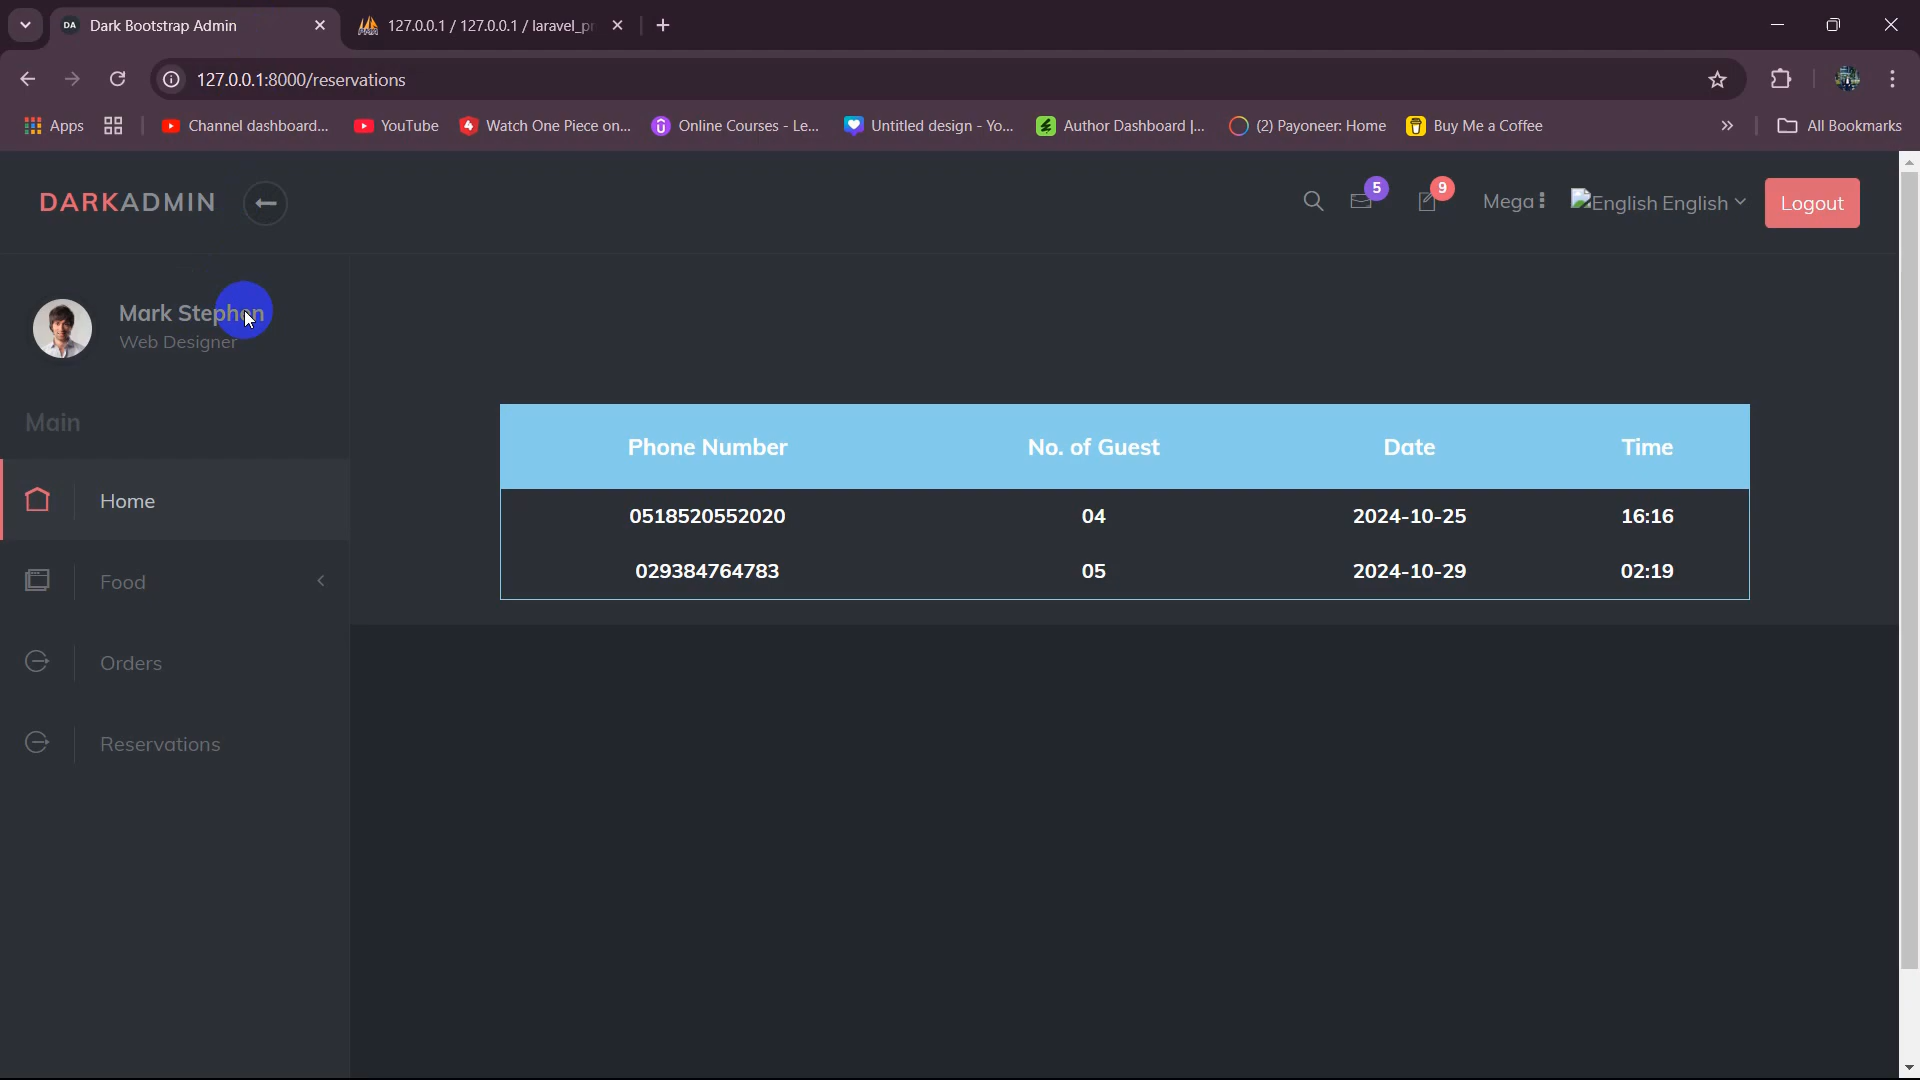 DA Dark Bootstrap Admin
127.0.0.1 / 127.0.0.1 / laravel_pr
127.0.0.1:8000/reservations
Apps
Channel dashboard...
YouTube
Watch One Piece on...
Online Courses - Le...
Untitled design - Yo...
Author Dashboard |...
(2) Payoneer: Home
Buy Me a Coffee
All Bookmarks
DARKADMIN
5
9
Mega
English English
Logout
Mark Stephen
Web Designer
Main
Home
Food
Orders
Reservations
Phone Number No. of Guest Date Time
0518520552020 04 2024-10-25 16:16
029384764783 05 2024-10-29 02:19